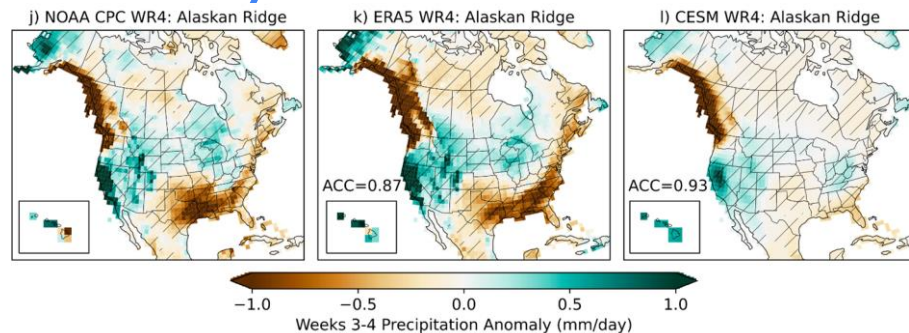 j) NOAA CPC WR4: Alaskan Ridge
k) ERA5 WR4: Alaskan Ridge
l) CESM WR4: Alaskan Ridge
ACC=0.87
ACC=0.93
−1.0 −0.5 0.0 0.5 1.0
Weeks 3-4 Precipitation Anomaly (mm/day)